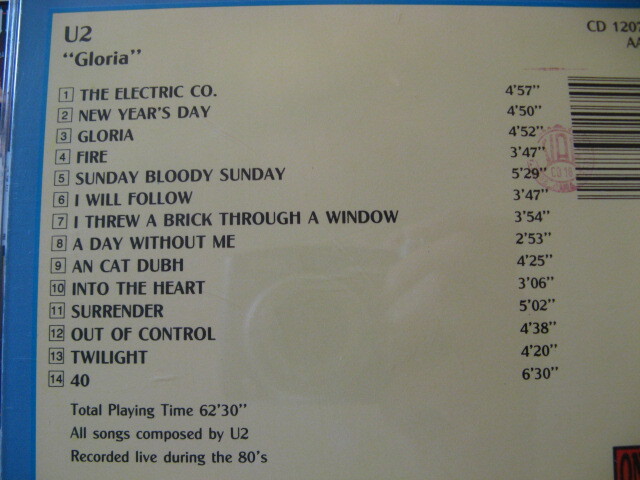 U2
CD 1207
AA
"Gloria"
1 THE ELECTRIC CO. 4'57"
2 NEW YEAR'S DAY 4'50"
3 GLORIA 4'52"
4 FIRE 3'47"
5 SUNDAY BLOODY SUNDAY 5'29"
6 I WILL FOLLOW 3'47"
7 I THREW A BRICK THROUGH A WINDOW 3'54"
8 A DAY WITHOUT ME 2'53"
9 AN CAT DUBH 4'25"
10 INTO THE HEART 3'06"
11 SURRENDER 5'02"
12 OUT OF CONTROL 4'38"
13 TWILIGHT 4'20"
14 40 6'30"
Total Playing Time 62'30"
All songs composed by U2
Recorded live during the 80's